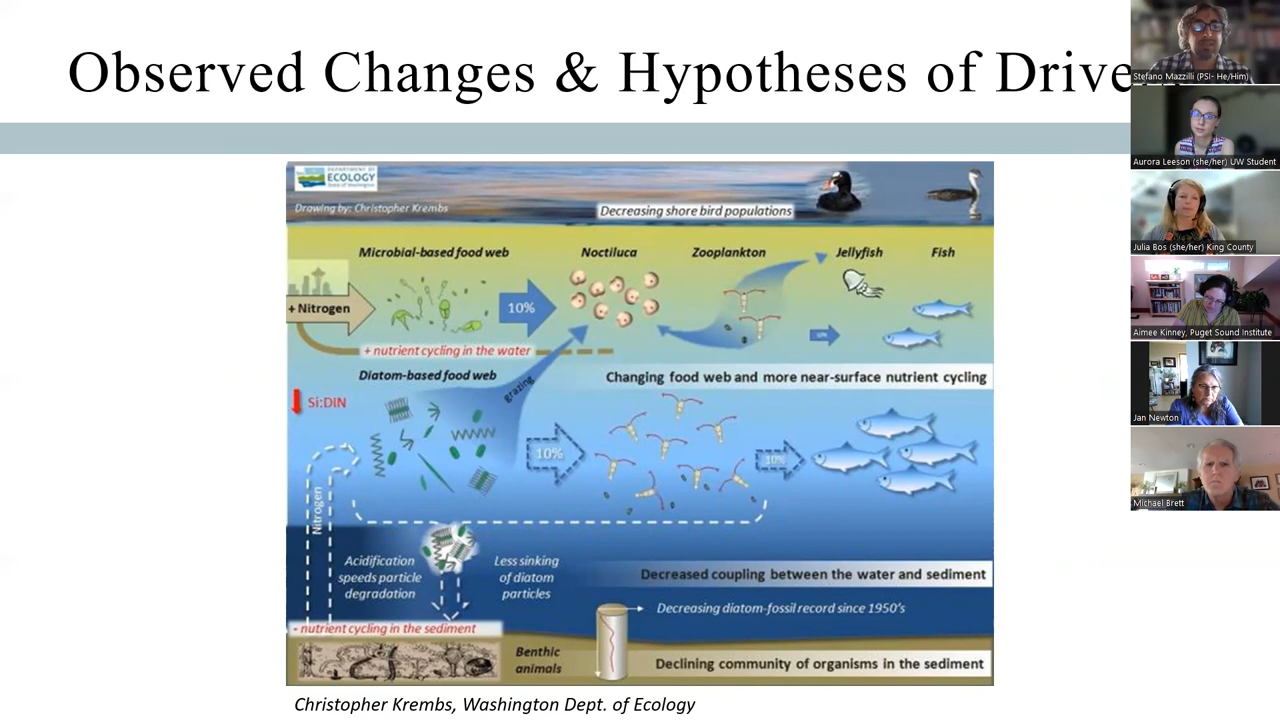 Observed Changes & Hypotheses of Drive
DEPARTMENT OF
ECOLOGY
State of Washington
Drawing by: Christopher Krembs
Decreasing shore bird populations
Microbial-based food web
Noctiluca
Zooplankton
Jellyfish
Fish
+ Nitrogen
10%
+ nutrient cycling in the water
Diatom-based food web
grazing
Changing food web and more near-surface nutrient cycling
Si:DIN
10%
10%
Nitrogen
Acidification
speeds particle
degradation
Less sinking
of diatom
particles
Decreased coupling between the water and sediment
Decreasing diatom-fossil record since 1950's
- nutrient cycling in the sediment
Benthic
animals
Declining community of organisms in the sediment
Christopher Krembs, Washington Dept. of Ecology
Stefano Mazzilli (PSI- He/Him)
Aurora Leeson (she/her) UW Student
Julia Bos (she/her) King County
Aimee Kinney, Puget Sound Institute
Jan Newton
Michael Brett